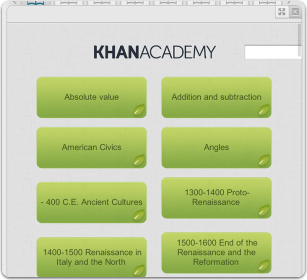 KHANACADEMY
Absolute value
Addition and subtraction
American Civics
Angles
- 400 C.E. Ancient Cultures
1300-1400 Proto-
Renaissance
1400-1500 Renaissance in
Italy and the North
1500-1600 End of the
Renaissance and the
Reformation